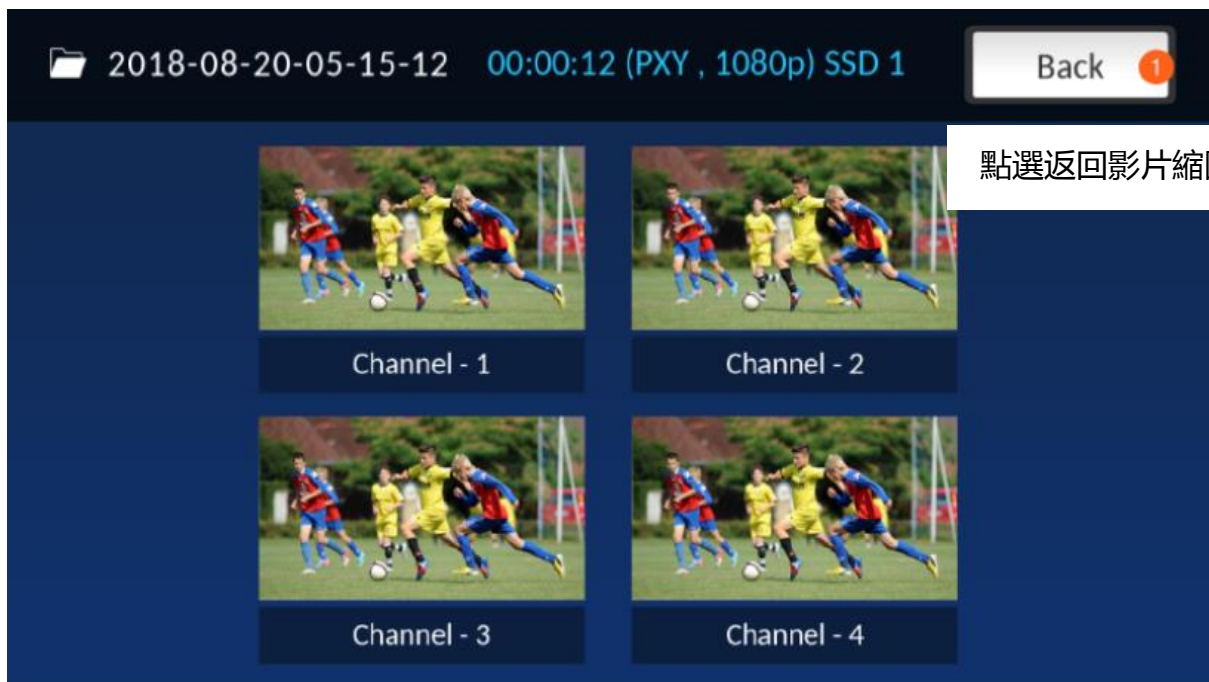 2018-08-20-05-15-12 00:00:12 (PXY , 1080p) SSD 1 Back 1
點選返回影片縮
Channel - 1 Channel - 2
Channel - 3 Channel - 4